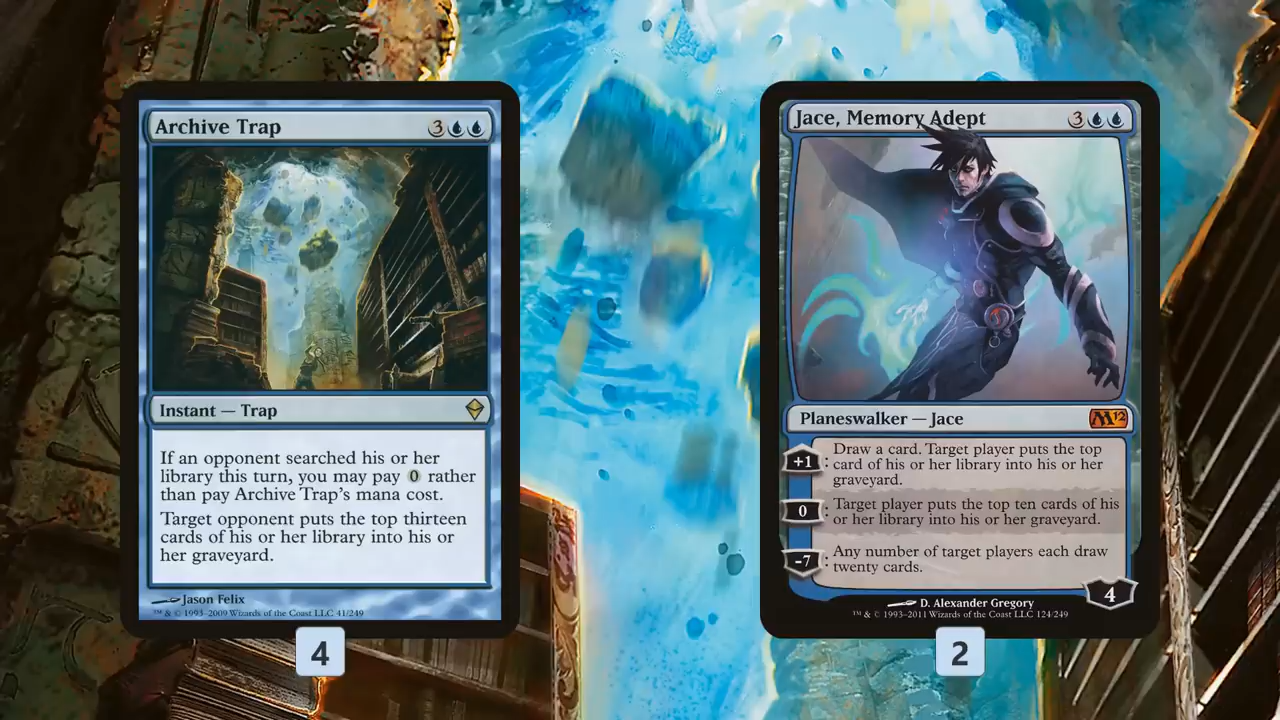 Archive Trap 3
Instant — Trap
If an opponent searched his or her
library this turn, you may pay 0 rather
than pay Archive Trap's mana cost.
Target opponent puts the top thirteen
cards of his or her library into his or
her graveyard.
Jason Felix
™ & © 1993–2009 Wizards of the Coast LLC 41/249
4
Jace, Memory Adept 3
Planeswalker — Jace M12
+1 : Draw a card. Target player puts the top
card of his or her library into his or her
graveyard.
0 : Target player puts the top ten cards of his
or her library into his or her graveyard.
-7 : Any number of target players each draw
twenty cards.
4
D. Alexander Gregory
™ & © 1993–2011 Wizards of the Coast LLC 124/249
2